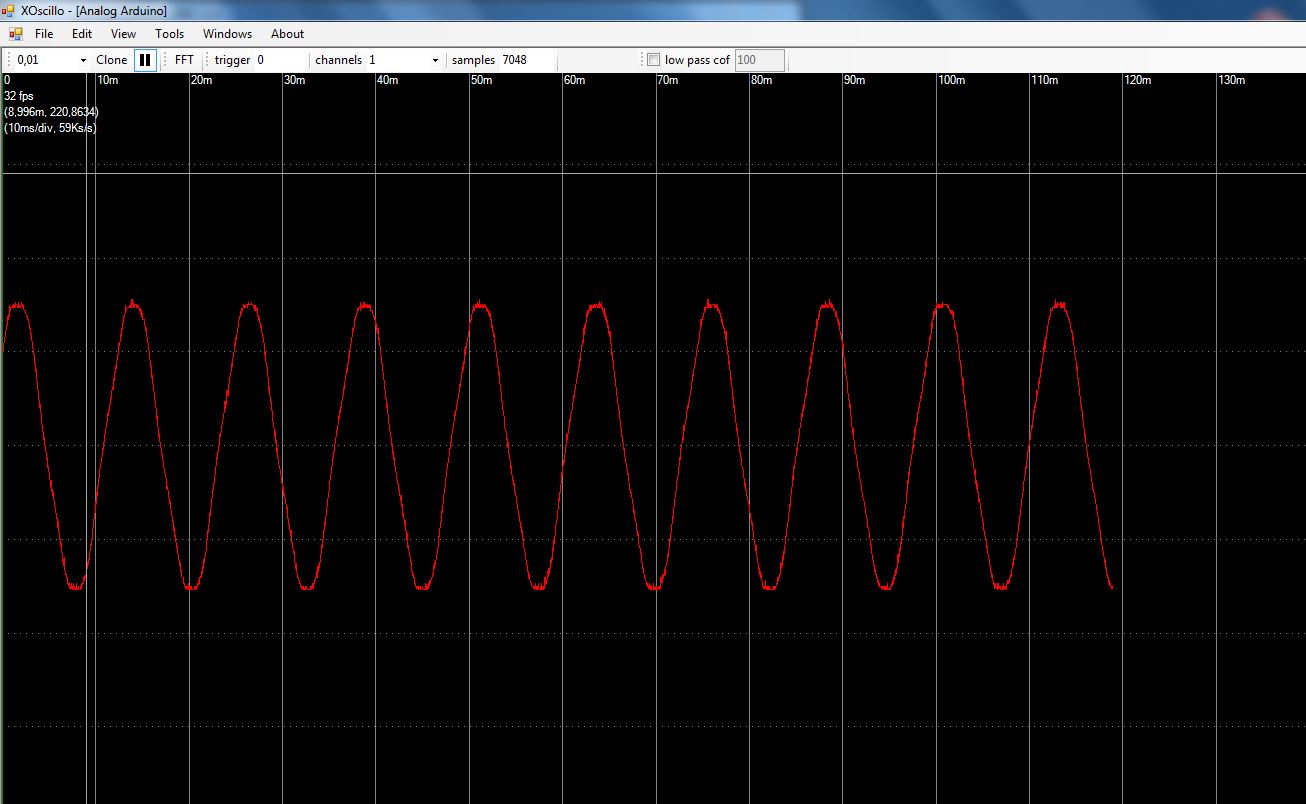 XOscillo - [Analog Arduino]
File Edit View Tools Windows About
0,01 Clone FFT trigger 0 channels 1 samples 7048 low pass cof 100
0 10m 20m 30m 40m 50m 60m 70m 80m 90m 100m 110m 120m 130m
32 fps
(8,996m, 220,8634)
(10ms/div, 59Ks/s)